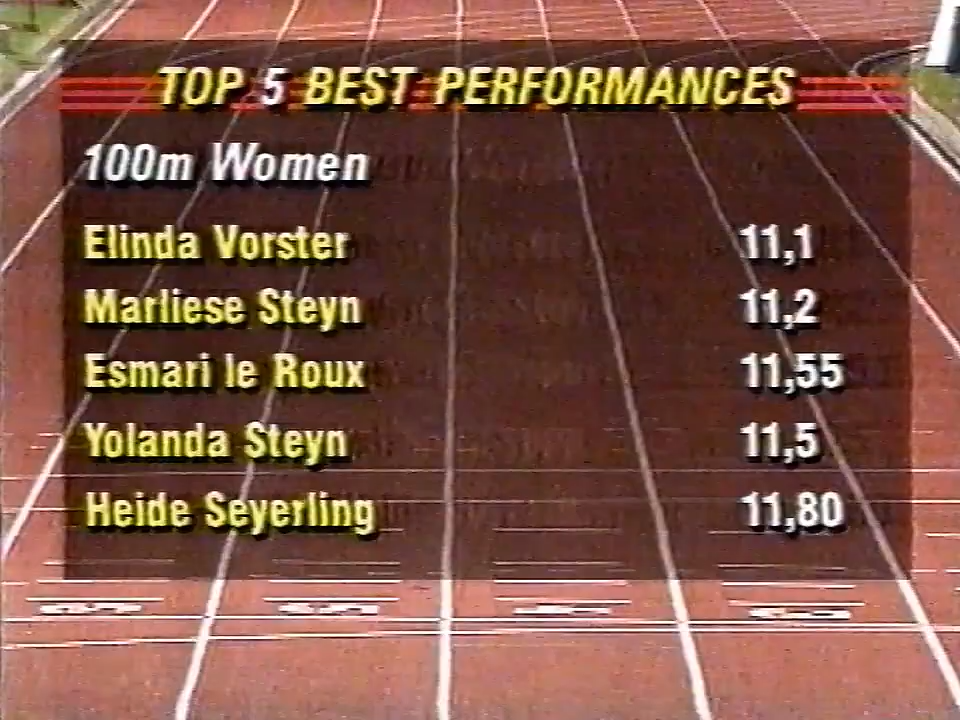 TOP 5 BEST PERFORMANCES
100m Women
Elinda Vorster 11,1
Marliese Steyn 11,2
Esmari le Roux 11,55
Yolanda Steyn 11,5
Heide Seyerling 11,80